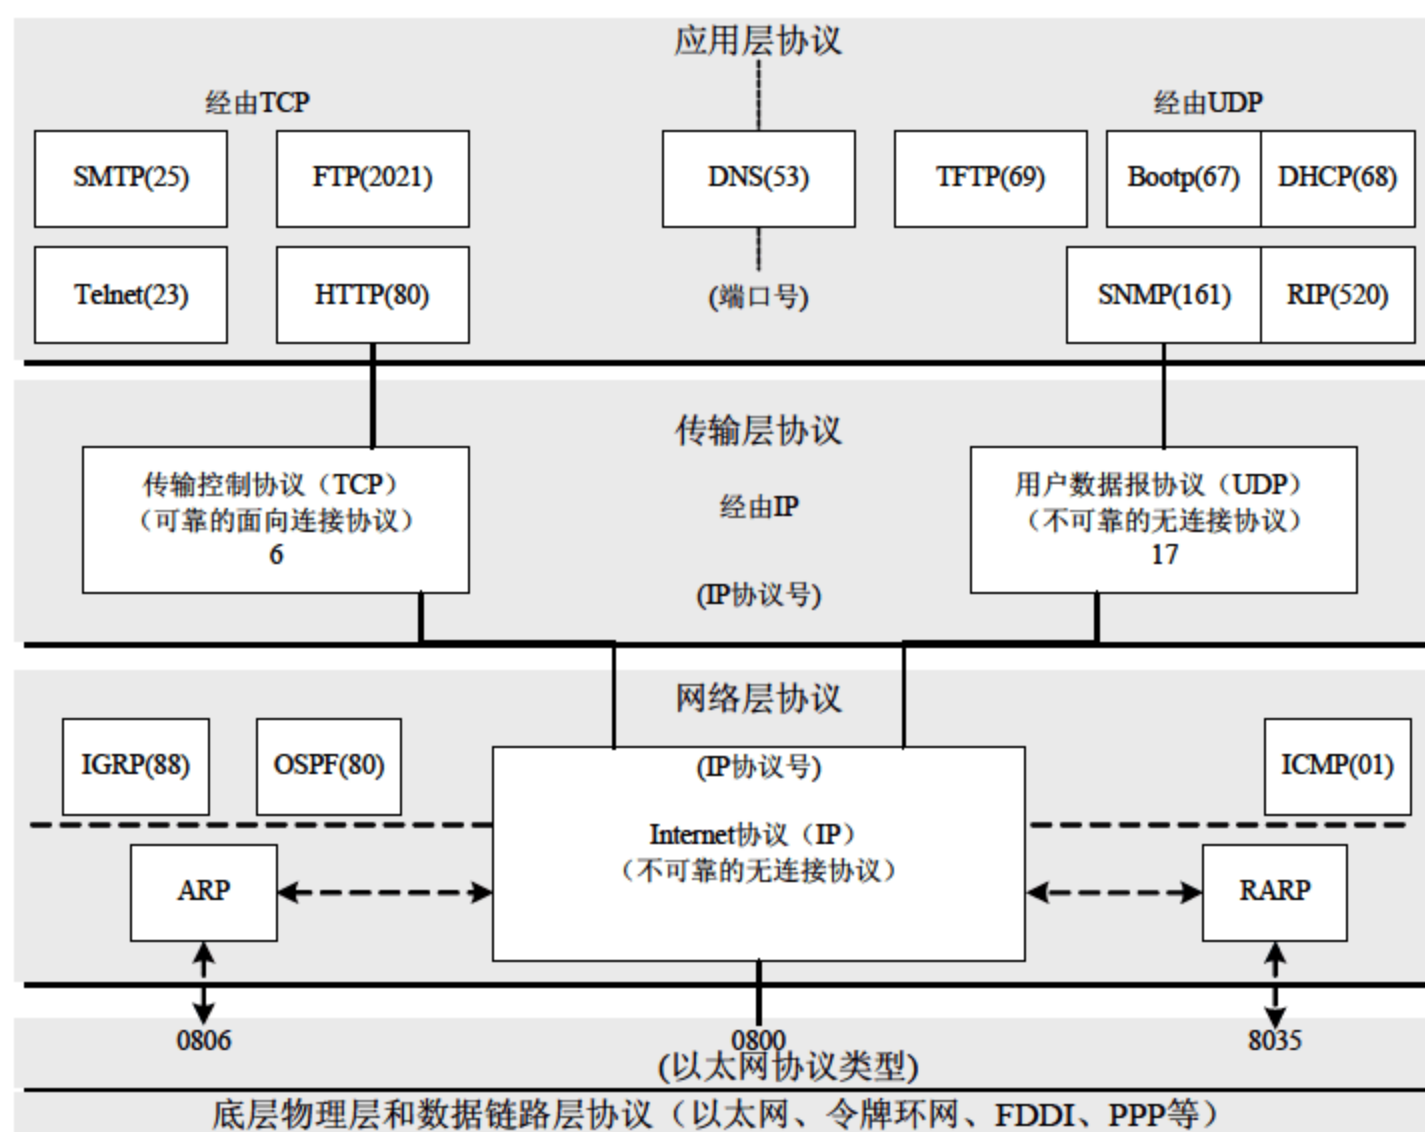 应用层协议
经由TCP
经由UDP
SMTP(25)
FTP(2021)
DNS(53)
TFTP(69)
Bootp(67)
DHCP(68)
Telnet(23)
HTTP(80)
(端口号)
SNMP(161)
RIP(520)
传输层协议
传输控制协议（TCP）
（可靠的面向连接协议）
6
经由IP
(IP协议号)
用户数据报协议（UDP）
（不可靠的无连接协议）
17
网络层协议
IGRP(88)
OSPF(80)
(IP协议号)
Internet协议（IP）
（不可靠的无连接协议）
ICMP(01)
ARP
RARP
0806
0800
8035
(以太网协议类型)
底层物理层和数据链路层协议（以太网、令牌环网、FDDI、PPP等）